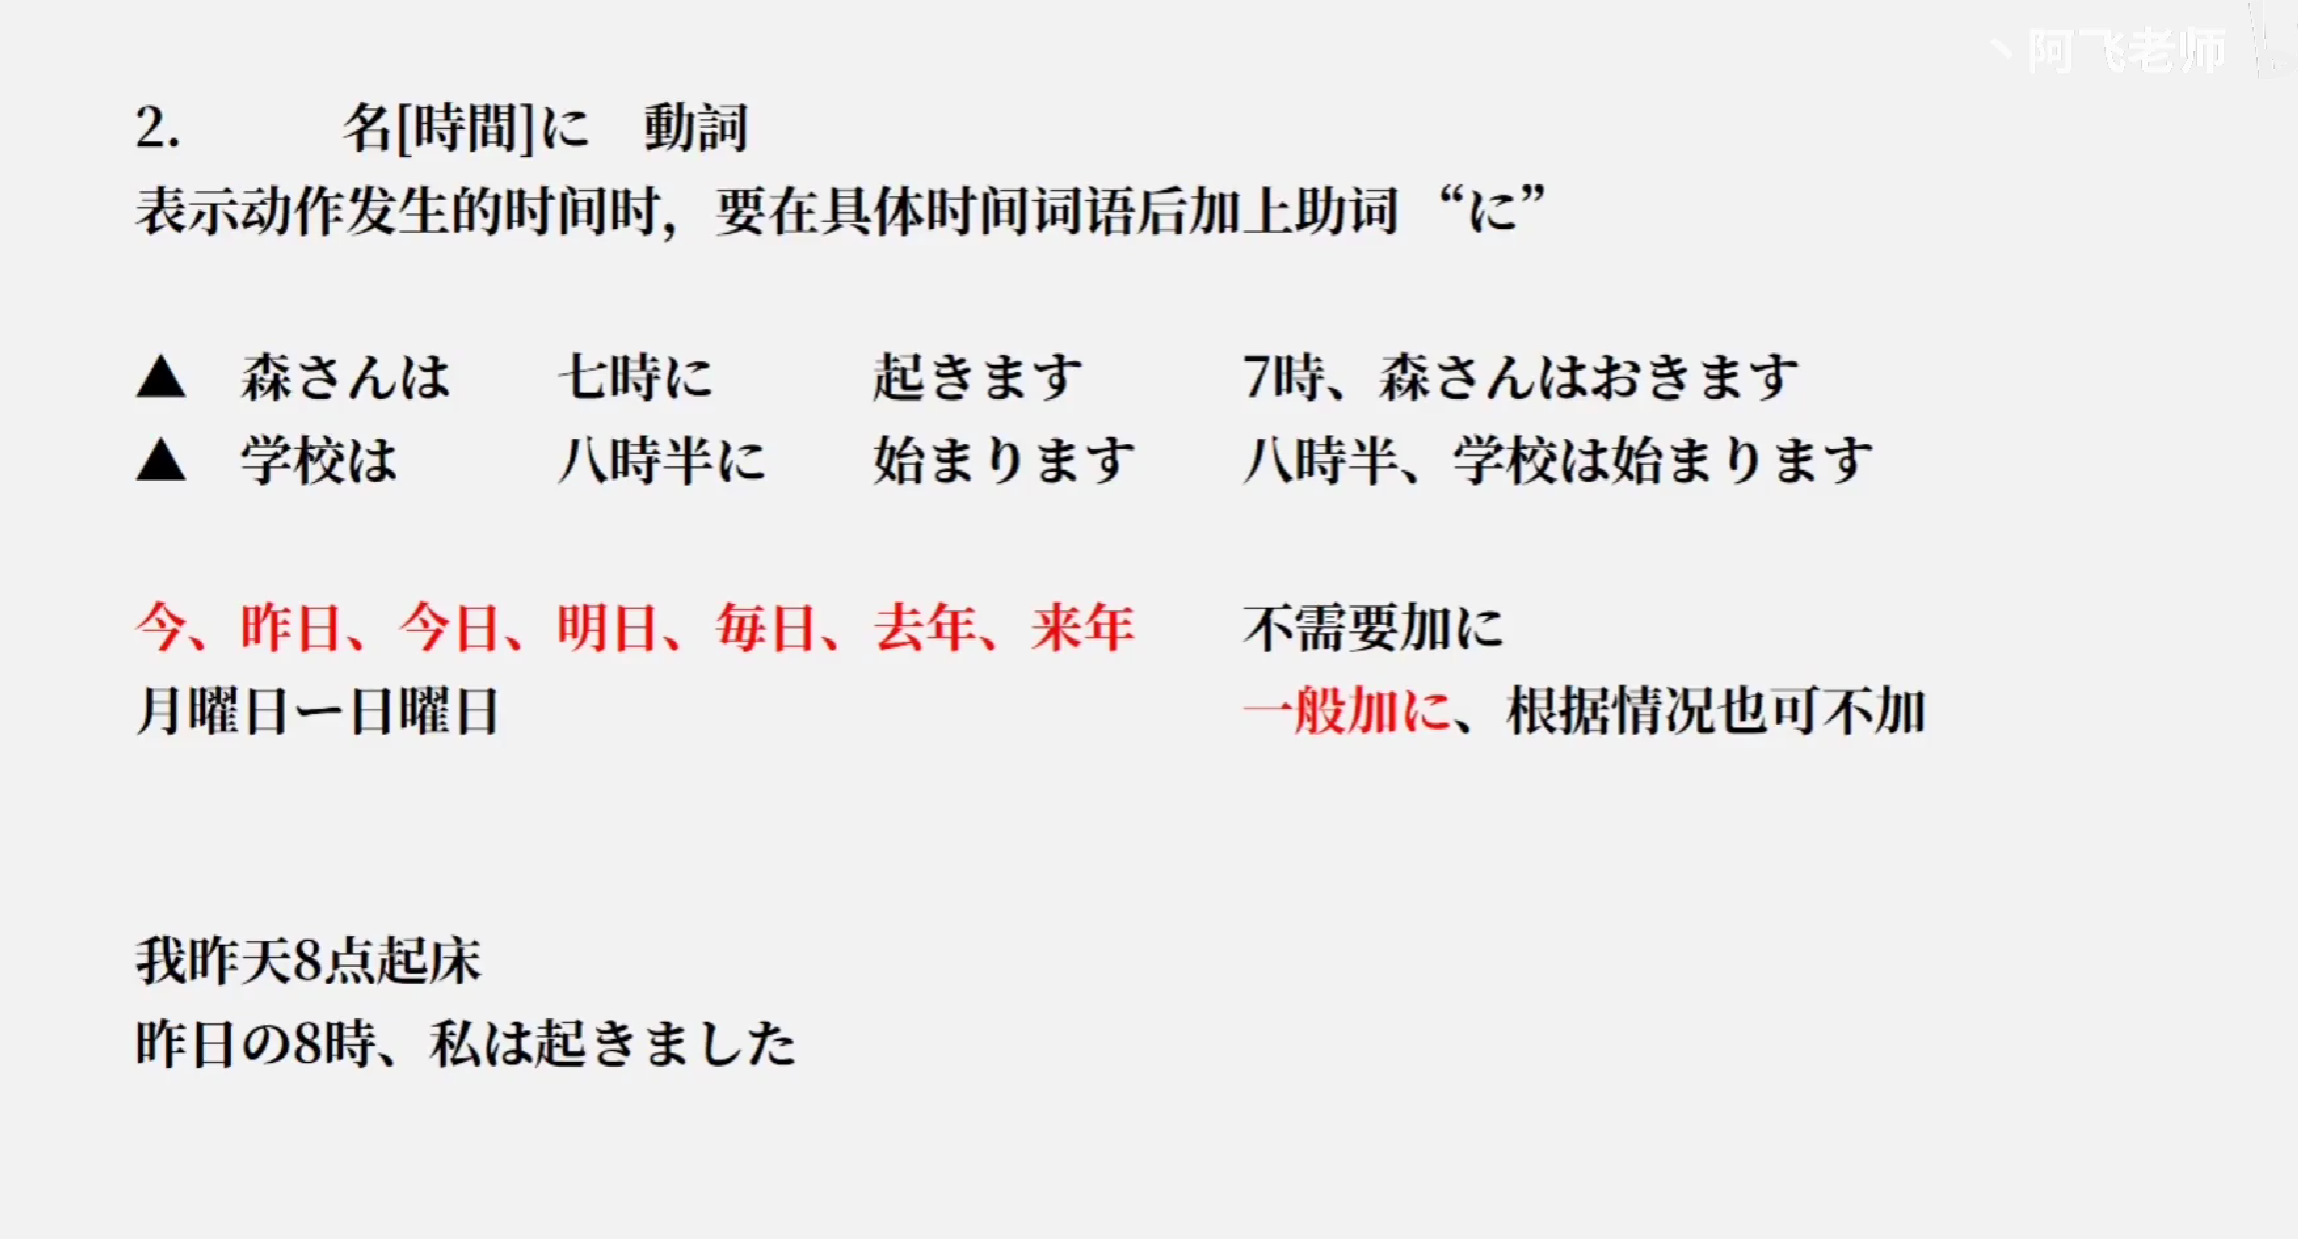 丶阿飞老师
2. 名[時間]に 動詞
表示动作发生的时间时，要在具体时间词语后加上助词 “に”
▲ 森さんは 七時に 起きます 7時、森さんはおきます
▲ 学校は 八時半に 始まります 八時半、学校は始まります
今、昨日、今日、明日、毎日、去年、来年 不需要加に
月曜日ー日曜日 一般加に、根据情况也可不加
我昨天8点起床
昨日の8時、私は起きました